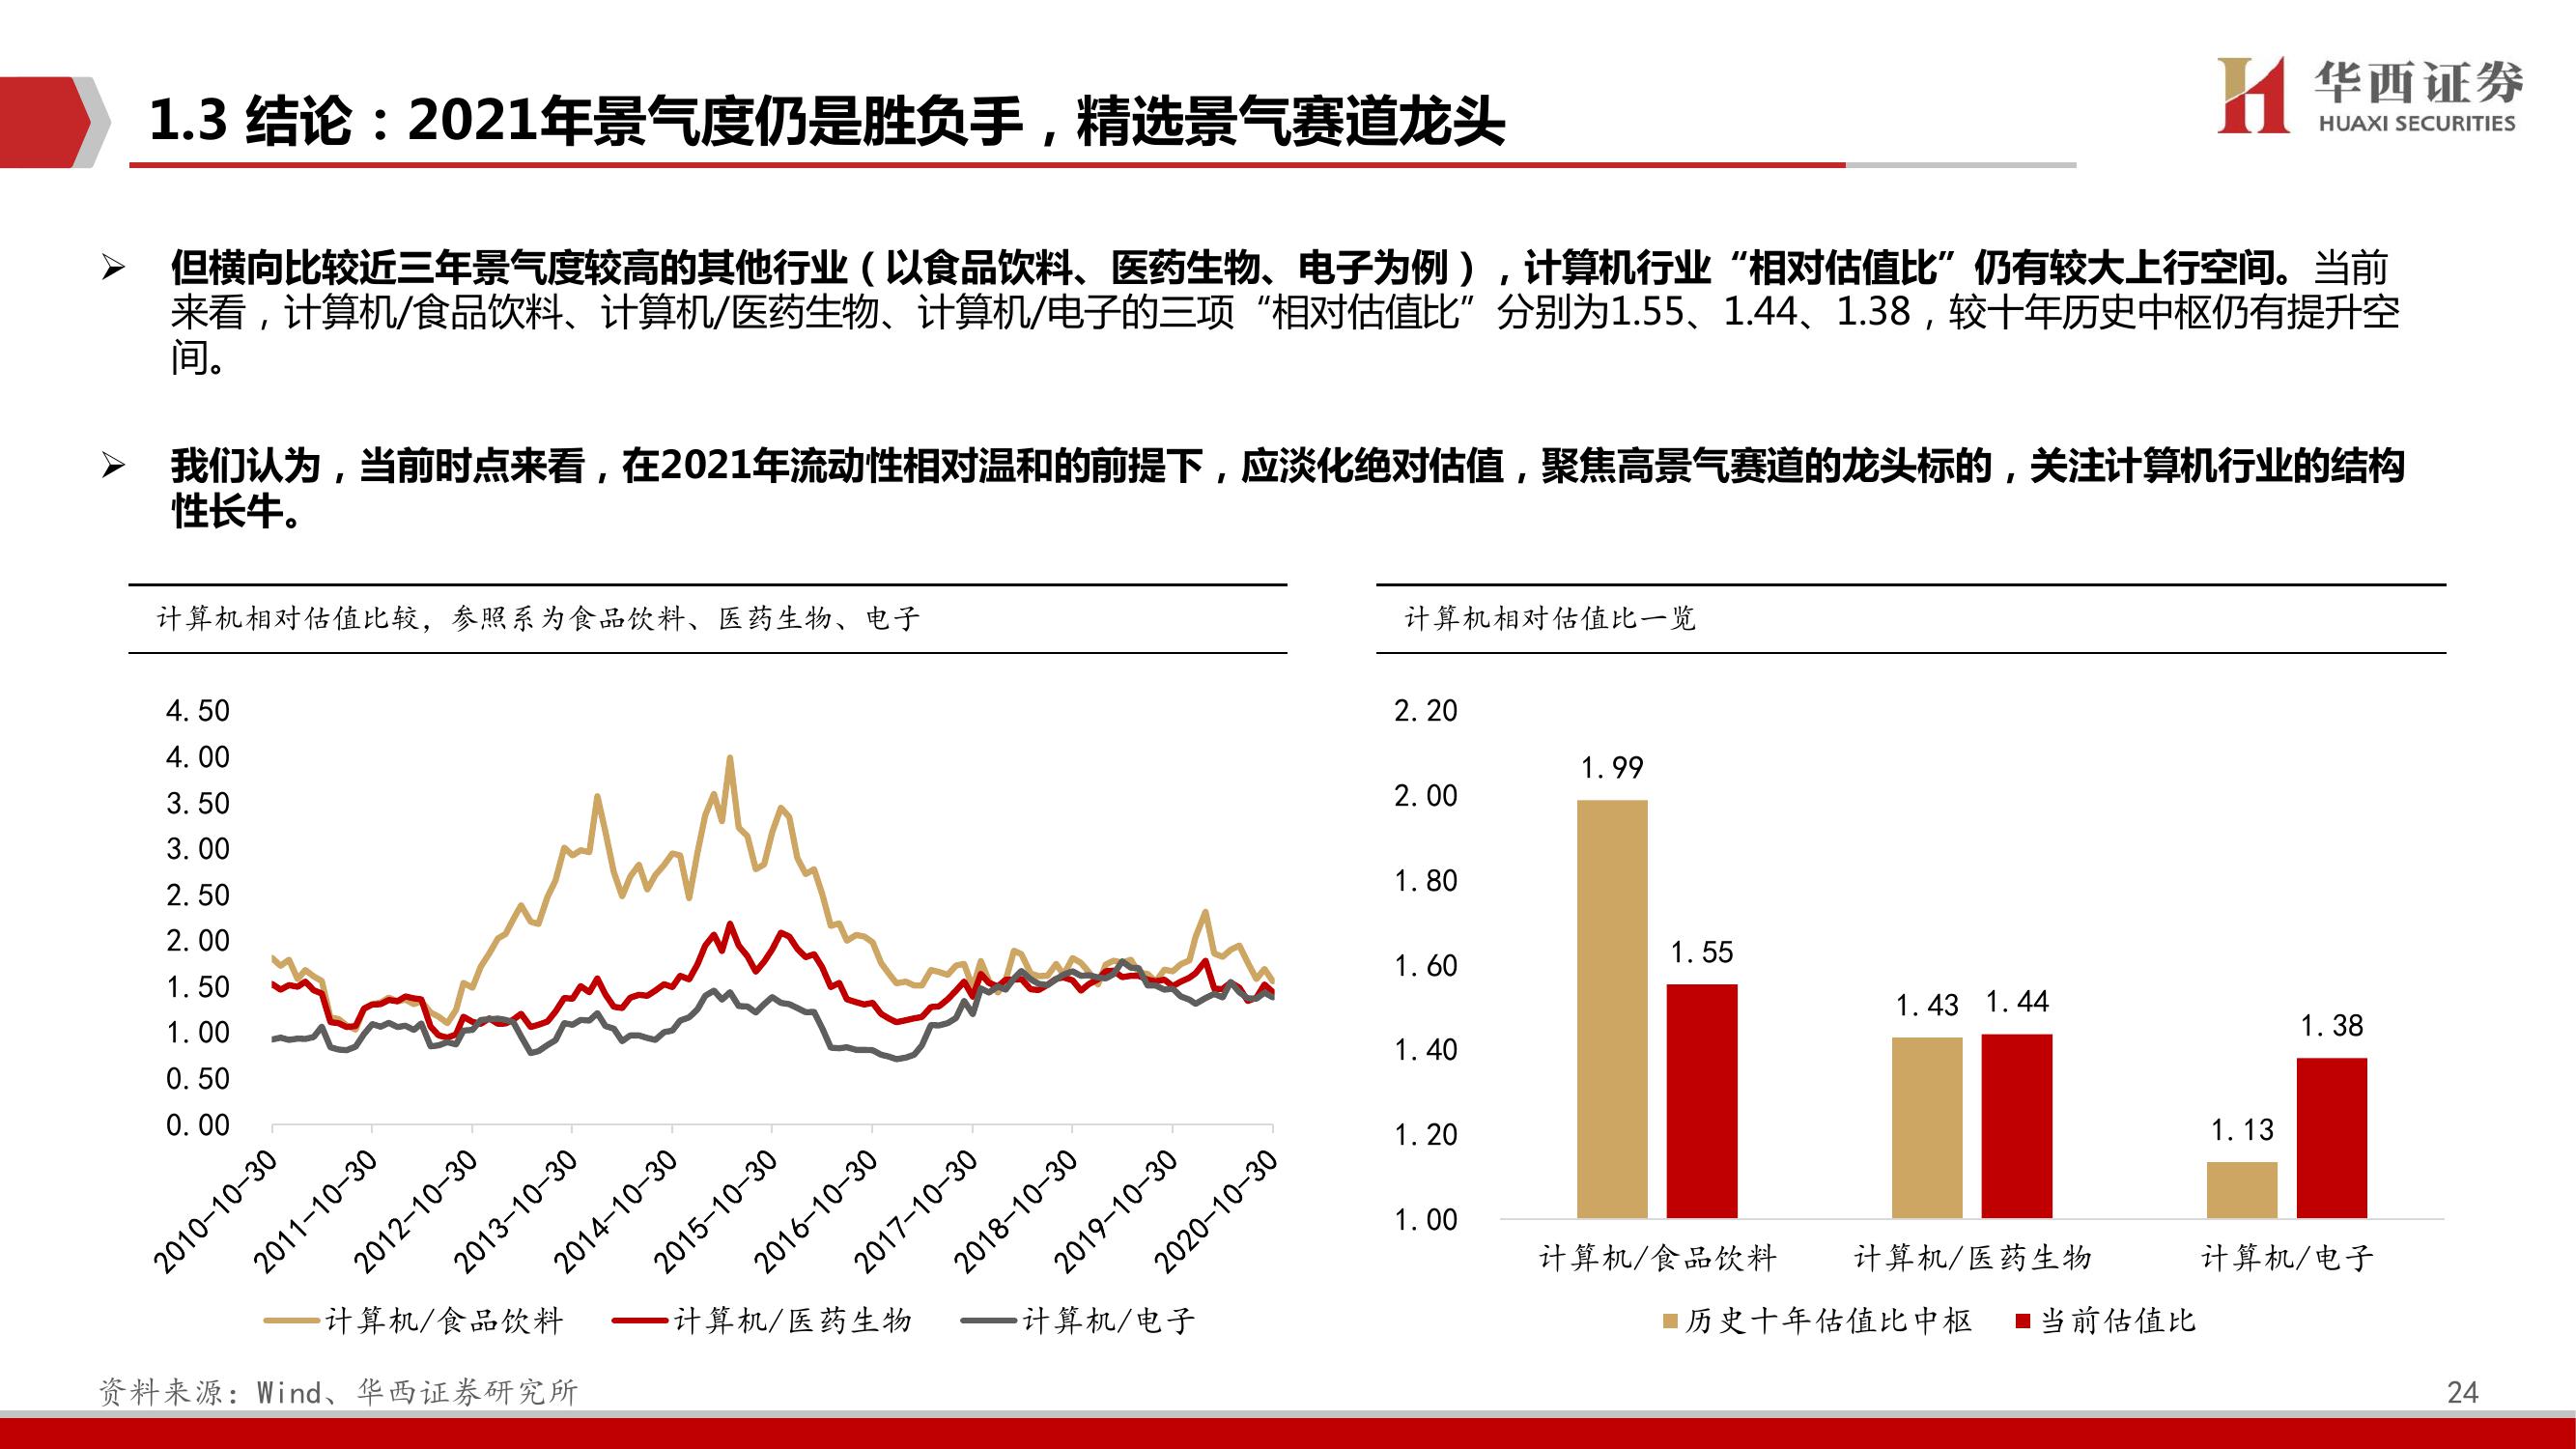 1.3 结论：2021年景气度仍是胜负手，精选景气赛道龙头
华西证券
HUAXI SECURITIES
➢ 但横向比较近三年景气度较高的其他行业（以食品饮料、医药生物、电子为例），计算机行业“相对估值比”仍有较大上行空间。当前
来看，计算机/食品饮料、计算机/医药生物、计算机/电子的三项“相对估值比”分别为1.55、1.44、1.38，较十年历史中枢仍有提升空
间。
➢ 我们认为，当前时点来看，在2021年流动性相对温和的前提下，应淡化绝对估值，聚焦高景气赛道的龙头标的，关注计算机行业的结构
性长牛。
计算机相对估值比较，参照系为食品饮料、医药生物、电子
4.50
4.00
3.50
3.00
2.50
2.00
1.50
1.00
0.50
0.00
2010-10-30
2011-10-30
2012-10-30
2013-10-30
2014-10-30
2015-10-30
2016-10-30
2017-10-30
2018-10-30
2019-10-30
2020-10-30
计算机/食品饮料 计算机/医药生物 计算机/电子
计算机相对估值比一览
2.20
2.00
1.80
1.60
1.40
1.20
1.00
1.99
1.55
1.43
1.44
1.13
1.38
计算机/食品饮料 计算机/医药生物 计算机/电子
历史十年估值比中枢 当前估值比
资料来源：Wind、华西证券研究所
24